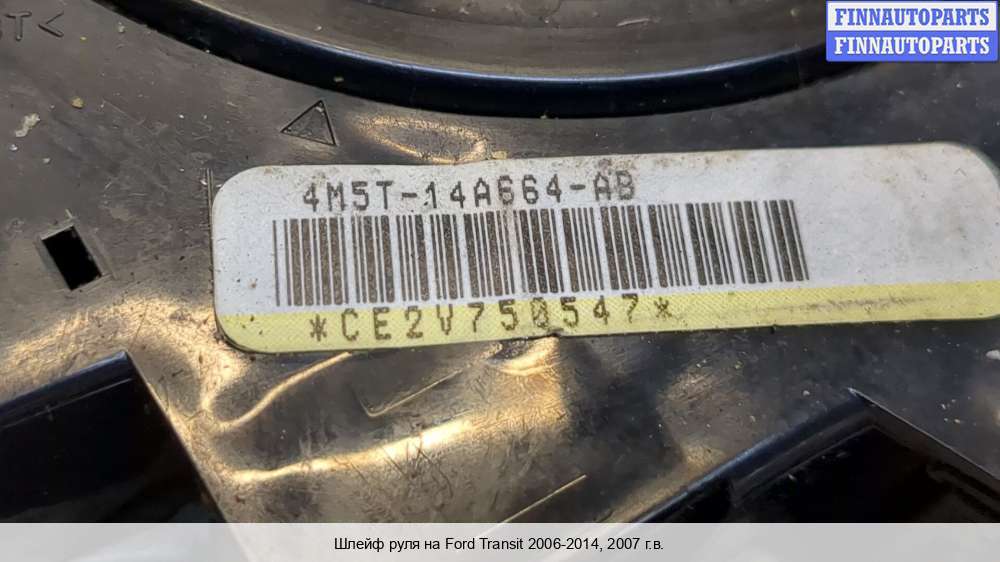 FINNAUTOPARTS
FINNAUTOPARTS
4M5T-14A664-AB
*CE2V750547*
Шлейф руля на Ford Transit 2006-2014, 2007 г.в.